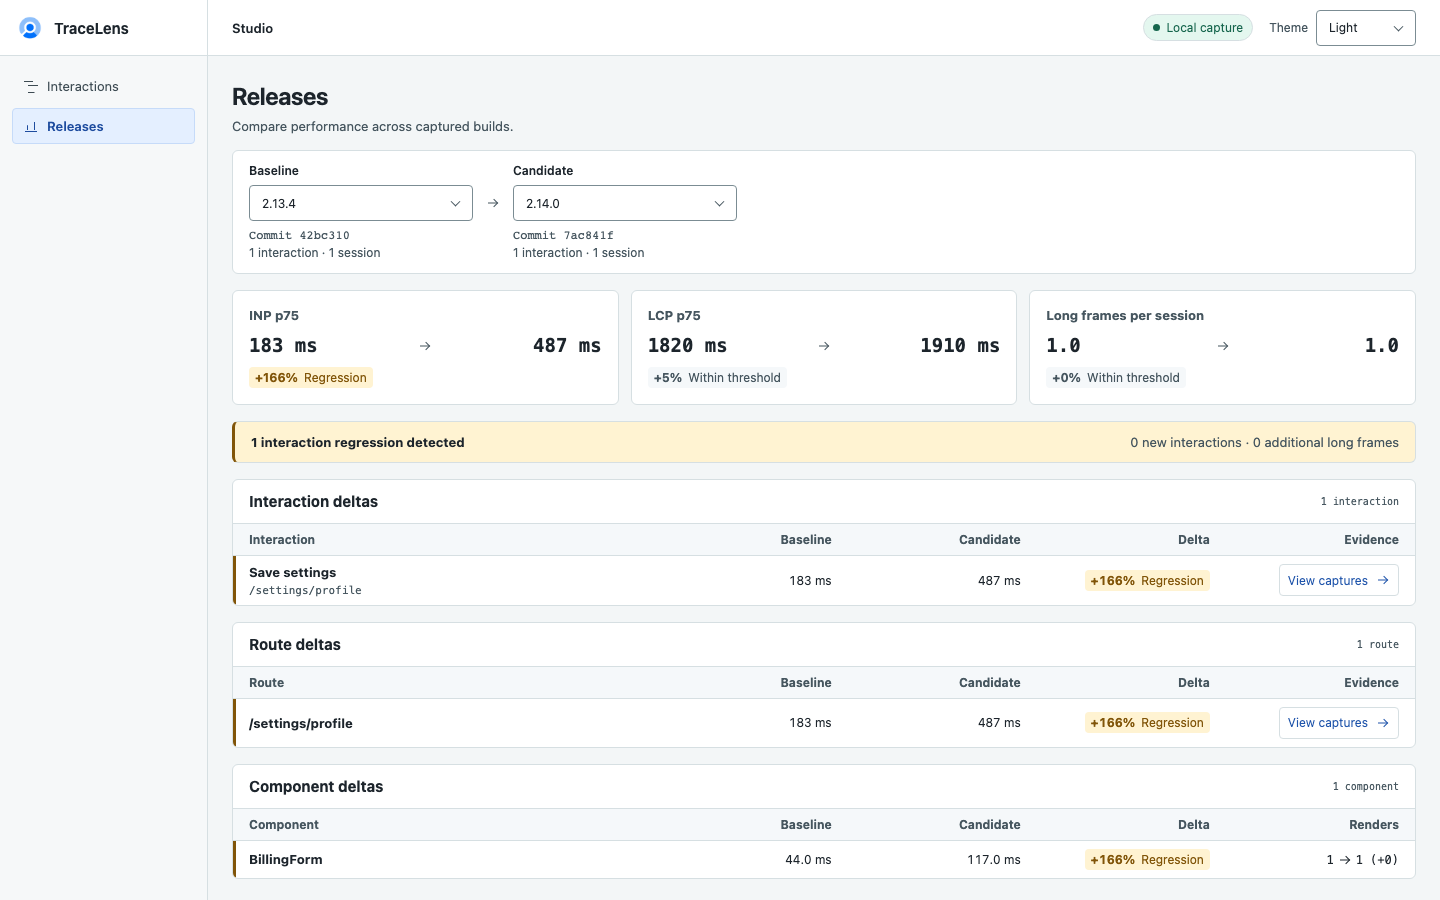 TraceLens
Studio
Local capture
Theme
Light
Interactions
Releases
Releases
Compare performance across captured builds.
Baseline
Candidate
2.13.4
→
2.14.0
Commit 42bc310
Commit 7ac841f
1 interaction · 1 session
1 interaction · 1 session
INP p75
183 ms → 487 ms
+166% Regression
LCP p75
1820 ms → 1910 ms
+5% Within threshold
Long frames per session
1.0 → 1.0
+0% Within threshold
1 interaction regression detected
0 new interactions · 0 additional long frames
Interaction deltas
1 interaction
Interaction Baseline Candidate Delta Evidence
Save settings
/settings/profile
183 ms 487 ms +166% Regression View captures →
Route deltas
1 route
Route Baseline Candidate Delta Evidence
/settings/profile 183 ms 487 ms +166% Regression View captures →
Component deltas
1 component
Component Baseline Candidate Delta Renders
BillingForm 44.0 ms 117.0 ms +166% Regression 1 → 1 (+0)